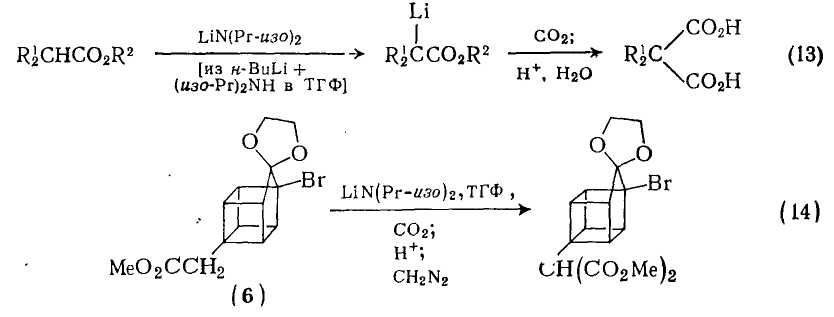 Li
R¹₂CHCO₂R² LiN(Pr-изо)₂ R¹₂CCO₂R² CO₂; CO₂H
[из н-BuLi + H⁺, H₂O R¹₂C (13)
(изо-Pr)₂NH в ТГФ] CO₂H
O O
Br LiN(Pr-изо)₂, ТГФ, Br
CO₂; (14)
H⁺;
MeO₂CCH₂ CH₂N₂ CH(CO₂Me)₂
(6)